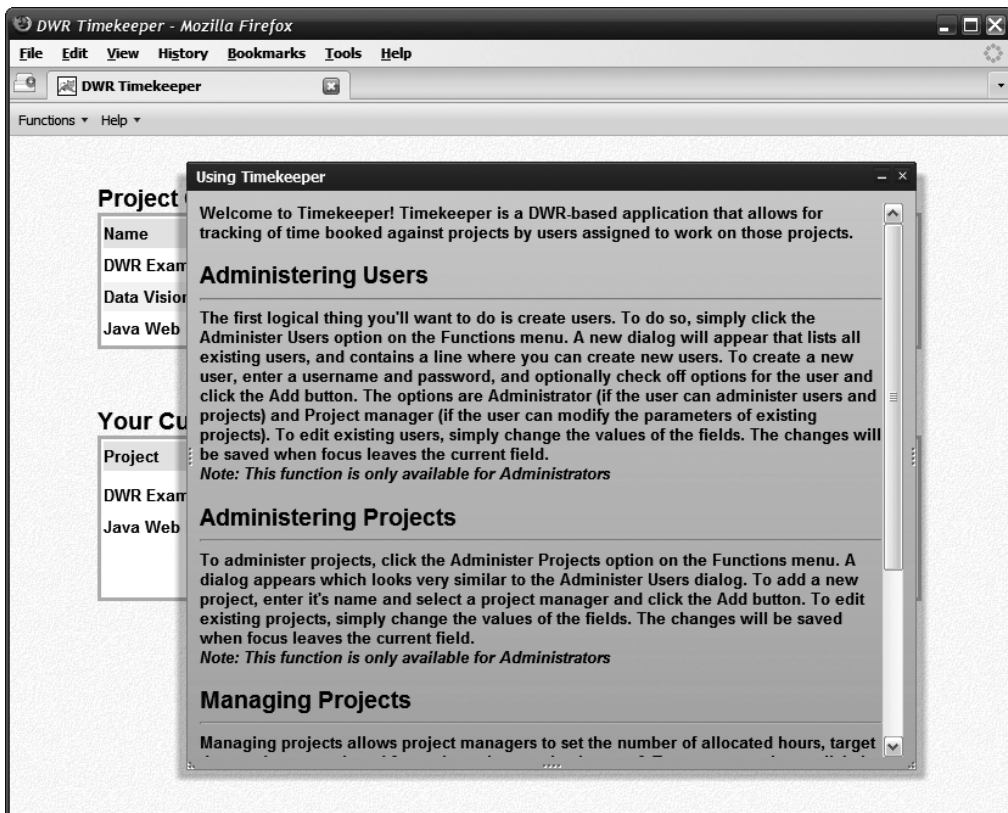 DWR Timekeeper - Mozilla Firefox
File Edit View History Bookmarks Tools Help
DWR Timekeeper
Functions Help
Project
Name
DWR Exam
Data Vision
Java Web
Your Cu
Project
DWR Exam
Java Web
Using Timekeeper
Welcome to Timekeeper! Timekeeper is a DWR-based application that allows for
tracking of time booked against projects by users assigned to work on those projects.
Administering Users
The first logical thing you'll want to do is create users. To do so, simply click the
Administer Users option on the Functions menu. A new dialog will appear that lists all
existing users, and contains a line where you can create new users. To create a new
user, enter a username and password, and optionally check off options for the user and
click the Add button. The options are Administrator (if the user can administer users and
projects) and Project manager (if the user can modify the parameters of existing
projects). To edit existing users, simply change the values of the fields. The changes will
be saved when focus leaves the current field.
Note: This function is only available for Administrators
Administering Projects
To administer projects, click the Administer Projects option on the Functions menu. A
dialog appears which looks very similar to the Administer Users dialog. To add a new
project, enter it's name and select a project manager and click the Add button. To edit
existing projects, simply change the values of the fields. The changes will be saved
when focus leaves the current field.
Note: This function is only available for Administrators
Managing Projects
Managing projects allows project managers to set the number of allocated hours, target